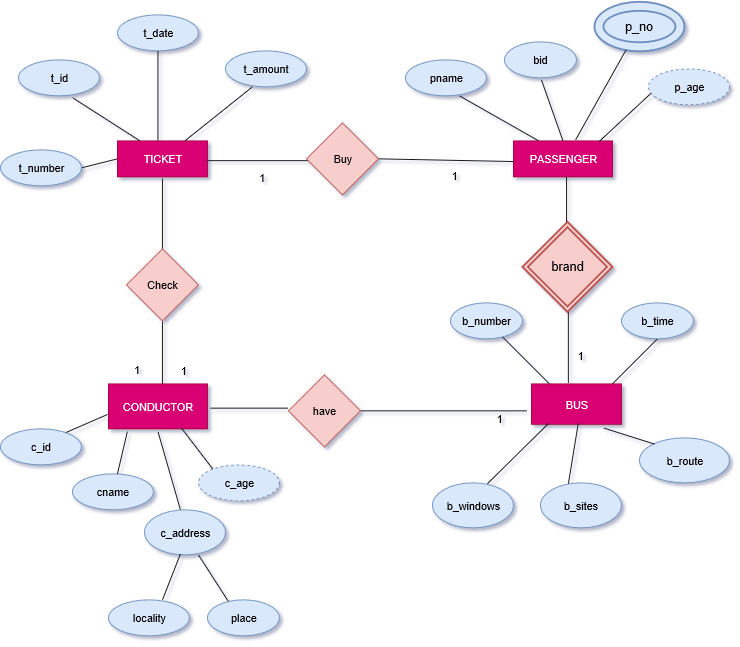 t_date
p_no
t_id
t_amount
pname
bid
p_age
t_number
TICKET
Buy
PASSENGER
1
1
Check
brand
b_number
b_time
1
1
1
CONDUCTOR
have
BUS
1
c_id
cname
c_age
b_route
b_windows
b_sites
c_address
locality
place